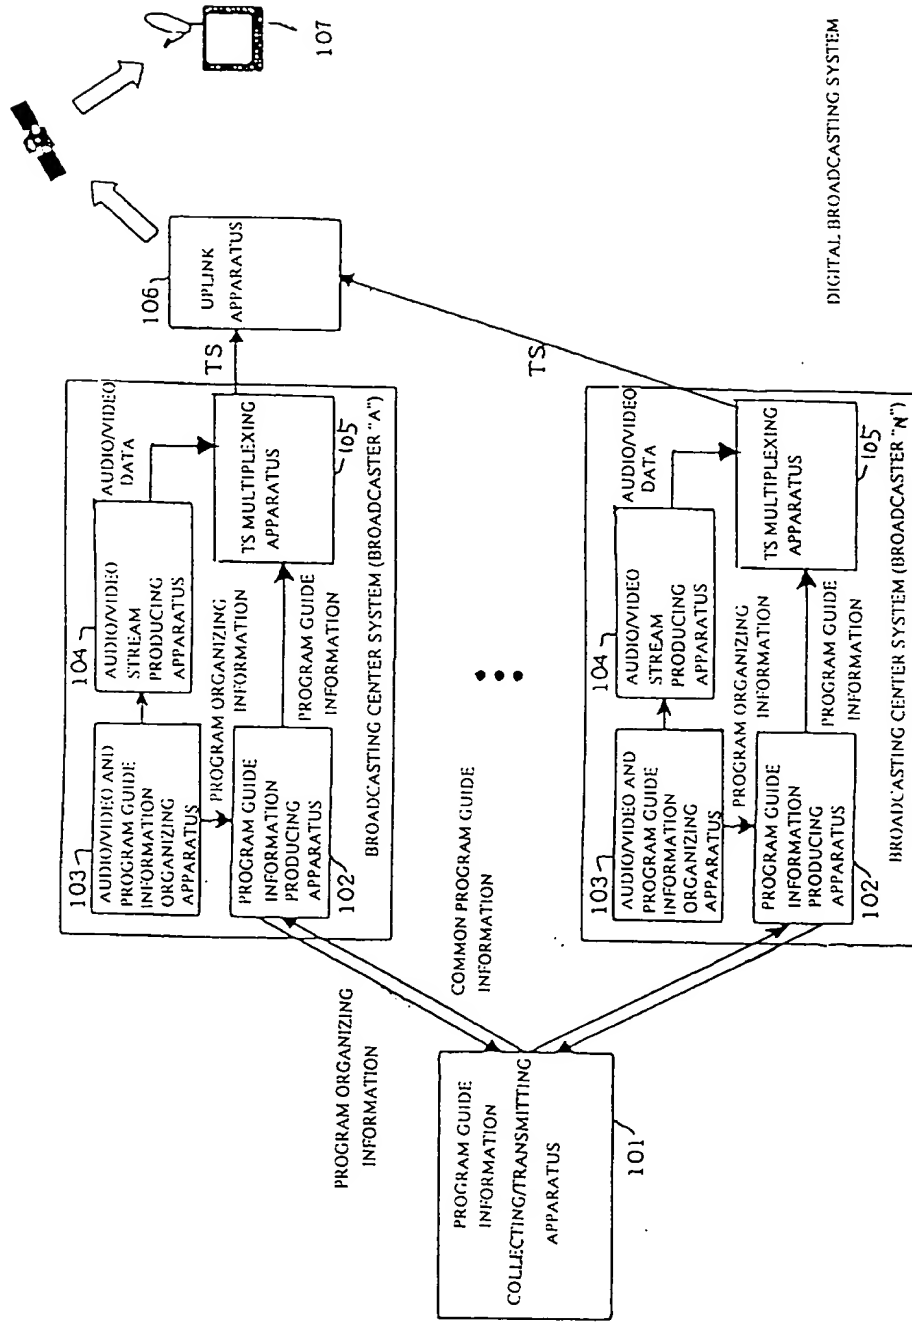 107
106
UPLINK
APPARATUS
TS
TS
DIGITAL BROADCASTING SYSTEM
103
AUDIO/VIDEO AND
PROGRAM GUIDE
INFORMATION
ORGANIZING
APPARATUS
104
AUDIO/VIDEO
STREAM
PRODUCING
APPARATUS
AUDIO/VIDEO
DATA
PROGRAM ORGANIZING
INFORMATION
PROGRAM GUIDE
INFORMATION
PRODUCING
APPARATUS
102
PROGRAM GUIDE
INFORMATION
TS MULTIPLEXING
APPARATUS
105
BROADCASTING CENTER SYSTEM (BROADCASTER "A")
PROGRAM ORGANIZING
INFORMATION
COMMON PROGRAM GUIDE
INFORMATION
PROGRAM GUIDE
INFORMATION
COLLECTING/TRANSMITTING
APPARATUS
101
103
AUDIO/VIDEO AND
PROGRAM GUIDE
INFORMATION
ORGANIZING
APPARATUS
104
AUDIO/VIDEO
STREAM
PRODUCING
APPARATUS
AUDIO/VIDEO
DATA
PROGRAM ORGANIZING
INFORMATION
PROGRAM GUIDE
INFORMATION
PRODUCING
APPARATUS
102
PROGRAM GUIDE
INFORMATION
TS MULTIPLEXING
APPARATUS
105
BROADCASTING CENTER SYSTEM (BROADCASTER "N")